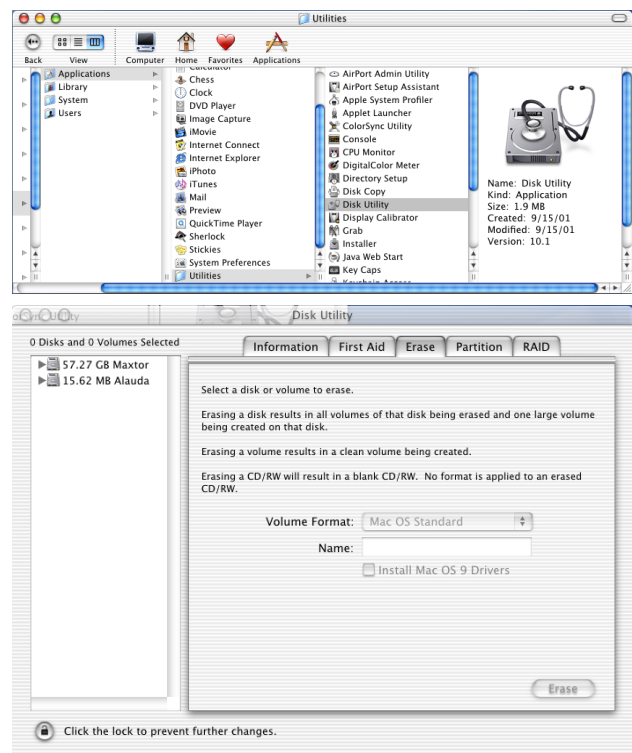 Utilities
Back View Computer Home Favorites Applications
Applications
Library
System
Users
Calculator
Chess
Clock
DVD Player
Image Capture
iMovie
Internet Connect
Internet Explorer
iPhoto
iTunes
Mail
Preview
QuickTime Player
Sherlock
Stickies
System Preferences
Utilities
AirPort Admin Utility
AirPort Setup Assistant
Apple System Profiler
Applet Launcher
ColorSync Utility
Console
CPU Monitor
DigitalColor Meter
Directory Setup
Disk Copy
Disk Utility
Display Calibrator
Grab
Installer
Java Web Start
Key Caps
Keychain Access
Name: Disk Utility
Kind: Application
Size: 1.9 MB
Created: 9/15/01
Modified: 9/15/01
Version: 10.1
Disk Utility
0 Disks and 0 Volumes Selected
57.27 GB Maxtor
15.62 MB Alauda
Information First Aid Erase Partition RAID
Select a disk or volume to erase.
Erasing a disk results in all volumes of that disk being erased and one large volume
being created on that disk.
Erasing a volume results in a clean volume being created.
Erasing a CD/RW will result in a blank CD/RW. No format is applied to an erased
CD/RW.
Volume Format: Mac OS Standard
Name:
Install Mac OS 9 Drivers
Erase
Click the lock to prevent further changes.